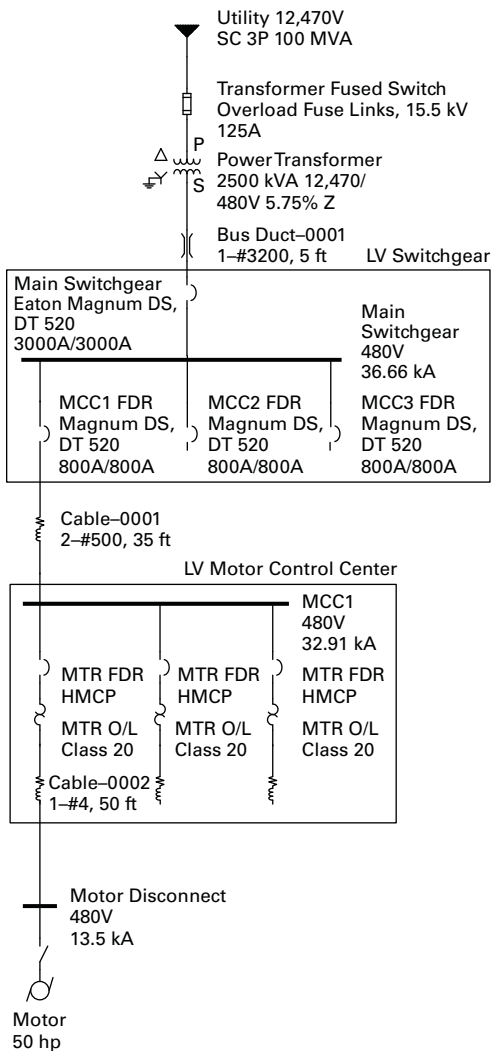 Utility 12,470V
SC 3P 100 MVA
Transformer Fused Switch
Overload Fuse Links, 15.5 kV
125A
P
S
Power Transformer
2500 kVA 12,470/
480V 5.75% Z
Bus Duct–0001
1–#3200, 5 ft
LV Switchgear
Main Switchgear
Eaton Magnum DS,
DT 520
3000A/3000A
Main
Switchgear
480V
36.66 kA
MCC1 FDR
Magnum DS,
DT 520
800A/800A
MCC2 FDR
Magnum DS,
DT 520
800A/800A
MCC3 FDR
Magnum DS,
DT 520
800A/800A
Cable–0001
2–#500, 35 ft
LV Motor Control Center
MCC1
480V
32.91 kA
MTR FDR
HMCP
MTR O/L
Class 20
MTR FDR
HMCP
MTR O/L
Class 20
MTR FDR
HMCP
MTR O/L
Class 20
Cable–0002
1–#4, 50 ft
Motor Disconnect
480V
13.5 kA
Motor
50 hp